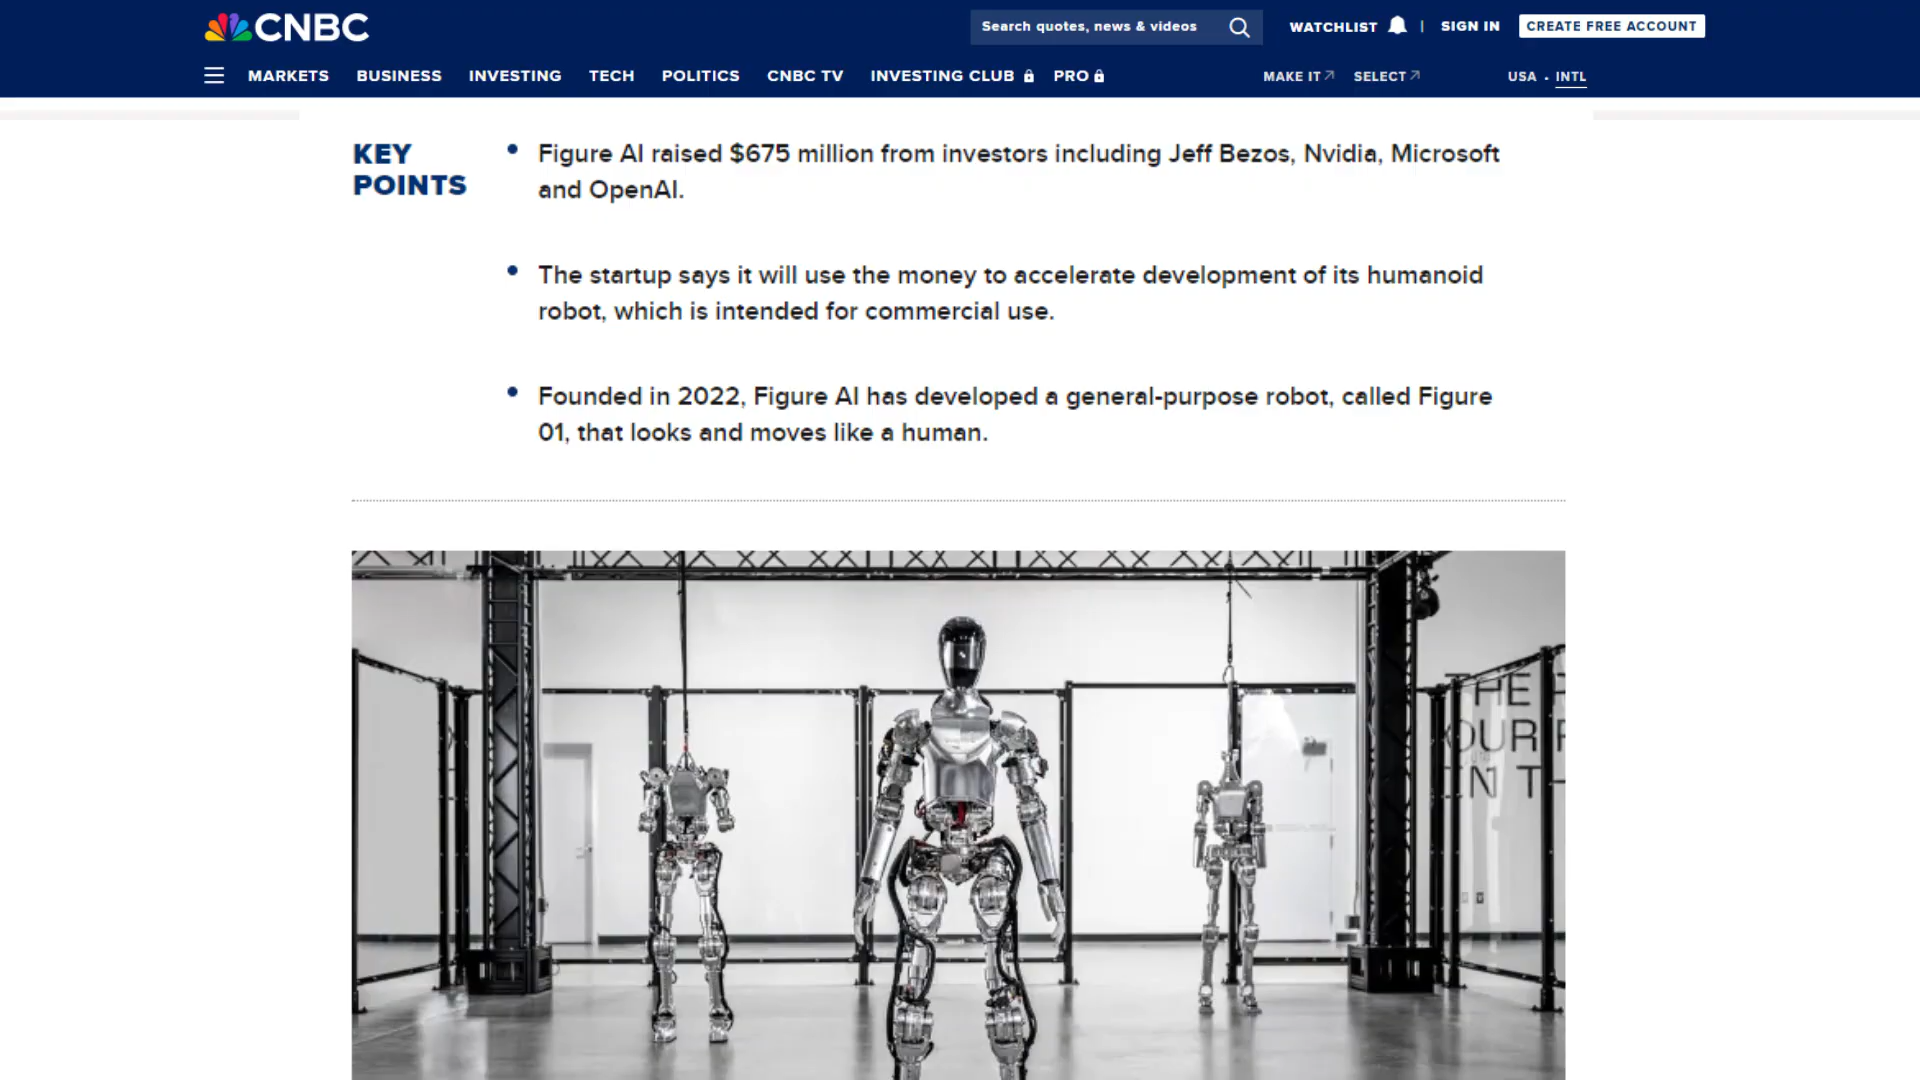 CNBC
Search quotes, news & videos
WATCHLIST
SIGN IN
CREATE FREE ACCOUNT
MARKETS
BUSINESS
INVESTING
TECH
POLITICS
CNBC TV
INVESTING CLUB
PRO
MAKE IT
SELECT
USA • INTL
KEY
POINTS
• Figure AI raised $675 million from investors including Jeff Bezos, Nvidia, Microsoft
and OpenAI.
• The startup says it will use the money to accelerate development of its humanoid
robot, which is intended for commercial use.
• Founded in 2022, Figure AI has developed a general-purpose robot, called Figure
01, that looks and moves like a human.
THE
OUR